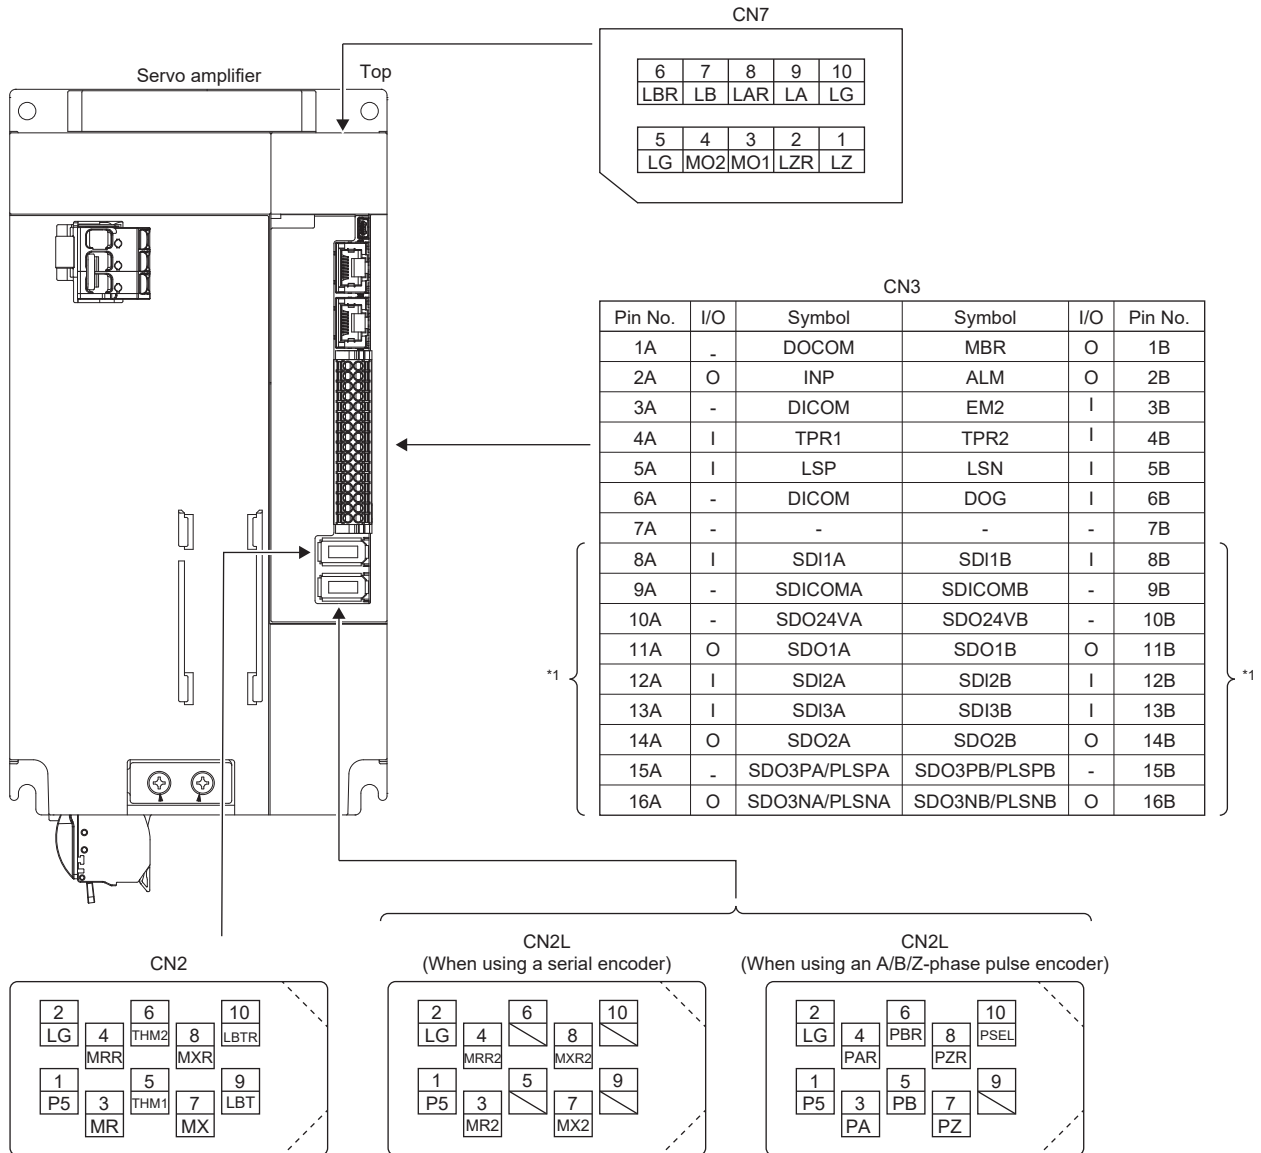 CN7
Servo amplifier
Top
6 7 8 9 10
LBR LB LAR LA LG
5 4 3 2 1
LG MO2 MO1 LZR LZ
CN3
Pin No. I/O Symbol Symbol I/O Pin No.
1A - DOCOM MBR O 1B
2A O INP ALM O 2B
3A - DICOM EM2 I 3B
4A I TPR1 TPR2 I 4B
5A I LSP LSN I 5B
6A - DICOM DOG I 6B
7A - - - - 7B
8A I SDI1A SDI1B I 8B
9A - SDICOMA SDICOMB - 9B
10A - SDO24VA SDO24VB - 10B
11A O SDO1A SDO1B O 11B
*1 12A I SDI2A SDI2B I 12B *1
13A I SDI3A SDI3B I 13B
14A O SDO2A SDO2B O 14B
15A - SDO3PA/PLSPA SDO3PB/PLSPB - 15B
16A O SDO3NA/PLSNA SDO3NB/PLSNB O 16B
CN2
2 6 10
LG 4 THM2 8 LBTR
MRR MXR
1 5 9
P5 3 THM1 7 LBT
MR MX
CN2L
(When using a serial encoder)
2 6 10
LG 4 8
MRR2 MXR2
1 5 9
P5 3 7
MR2 MX2
CN2L
(When using an A/B/Z-phase pulse encoder)
2 6 10
LG 4 PBR 8 PSEL
PAR PZR
1 5 9
P5 3 PB 7
PA PZ